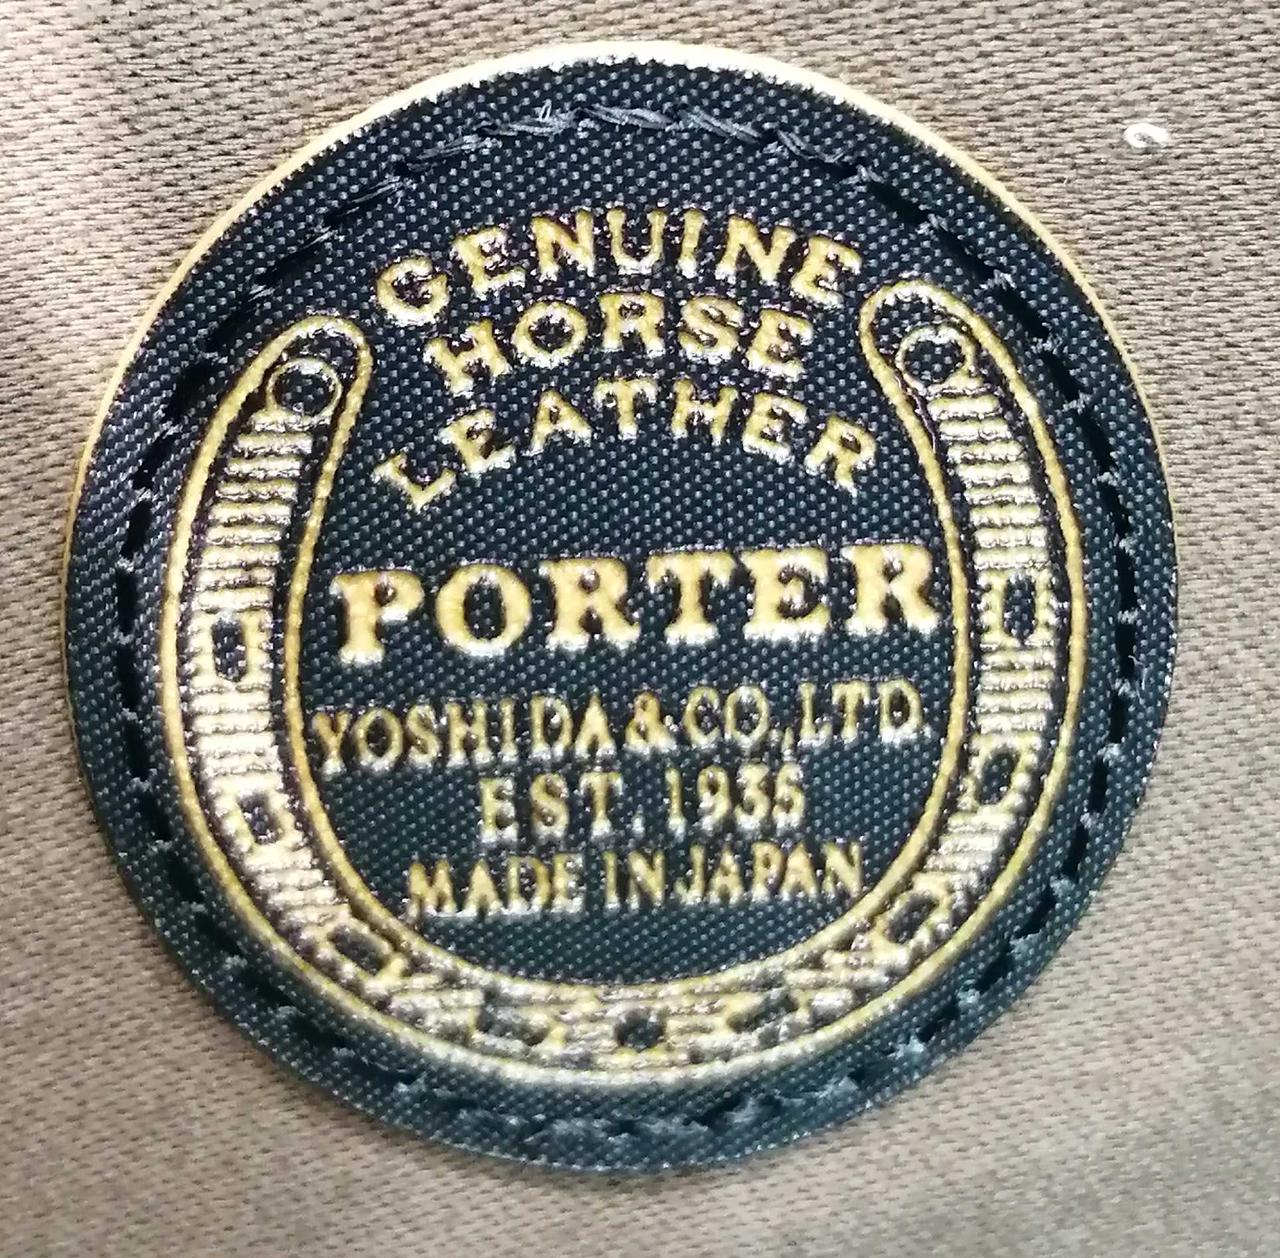 GENUINE
HORSE
LEATHER
PORTER
YOSHIDA & CO., LTD.
EST. 1935
MADE IN JAPAN